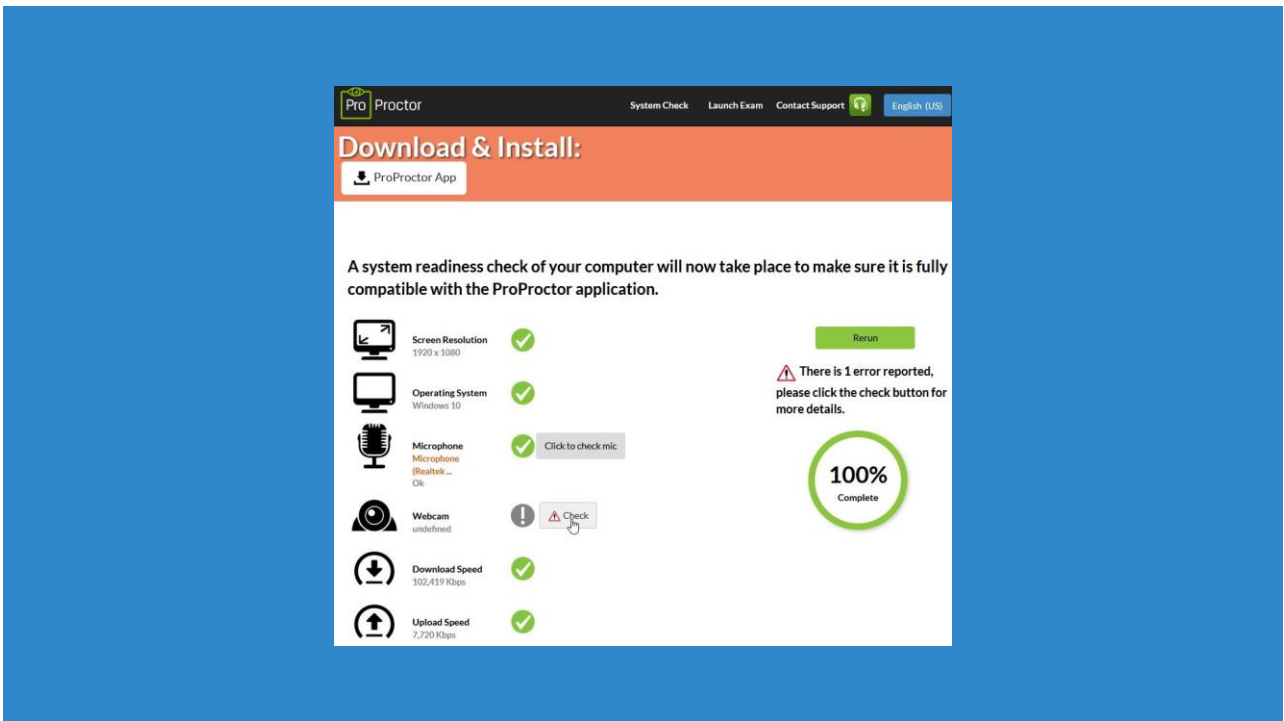 Pro Proctor
System Check Launch Exam Contact Support English (US)
Download & Install:
ProProctor App
A system readiness check of your computer will now take place to make sure it is fully
compatible with the ProProctor application.
Screen Resolution
1920 x 1080
Operating System
Windows 10
Microphone
Microphone
(Realtek ...
Ok
Click to check mic
Webcam
undefined
Check
Download Speed
102,419 Kbps
Upload Speed
7,720 Kbps
Rerun
There is 1 error reported,
please click the check button for
more details.
100%
Complete